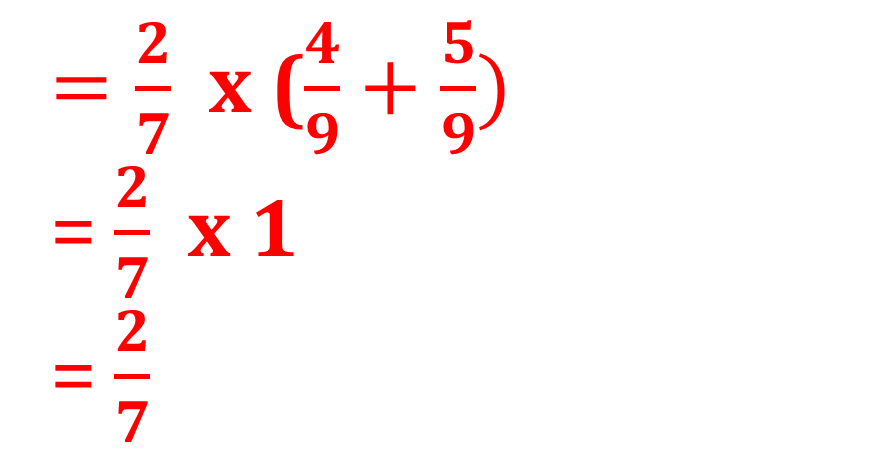 = 2/7 x (4/9 + 5/9)
= 2/7 x 1
= 2/7